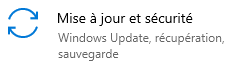 Mise à jour et sécurité
Windows Update, récupération,
sauvegarde